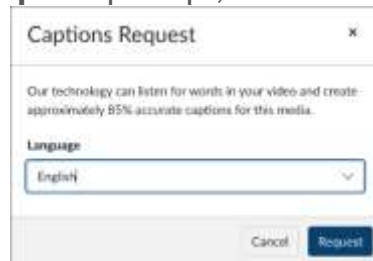 Captions Request ×
Our technology can listen for words in your video and create
approximately 85% accurate captions for this media.
Language
English
Cancel Request